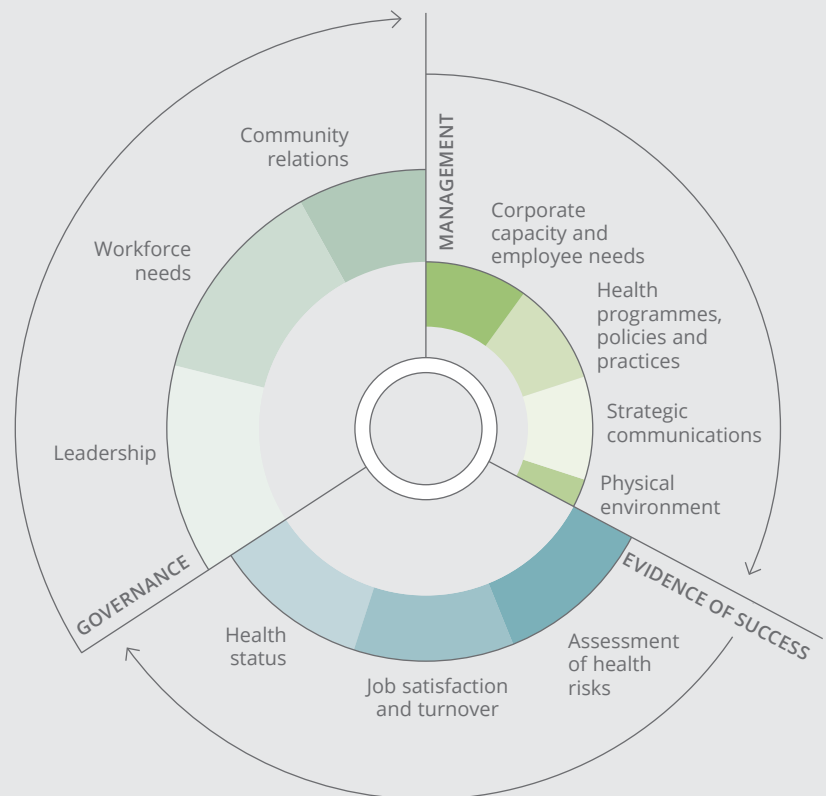 Community
relations
MANAGEMENT
Corporate
capacity and
employee needs
Workforce
needs
Health
programmes,
policies and
practices
Strategic
communications
Leadership
Physical
environment
GOVERNANCE
EVIDENCE OF SUCCESS
Health
status
Assessment
of health
risks
Job satisfaction
and turnover